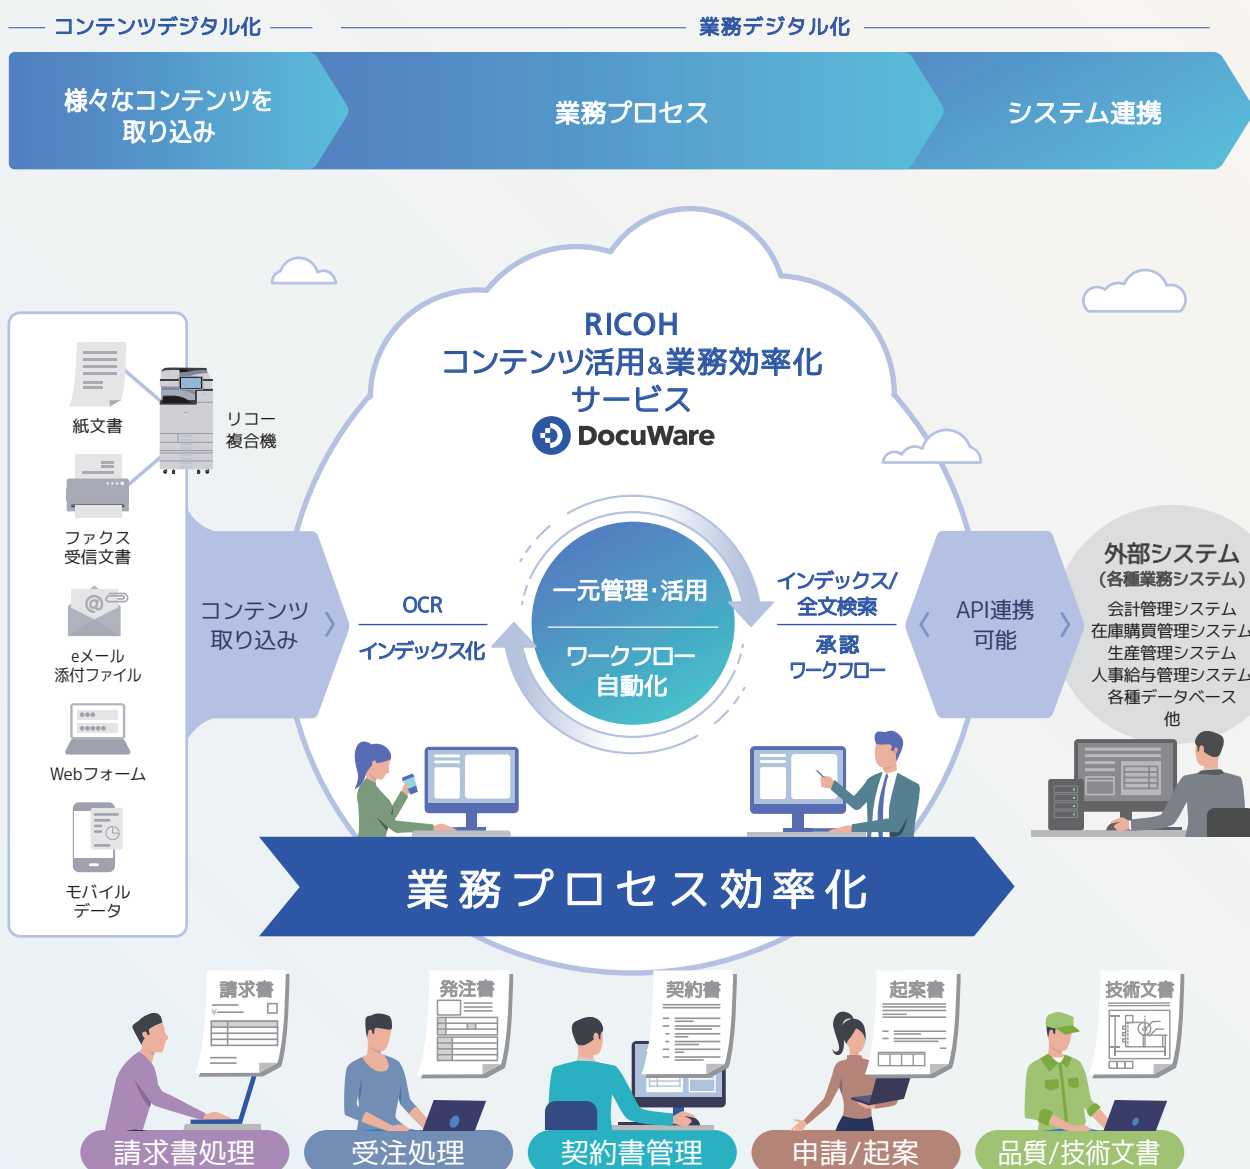 コンテンツデジタル化
業務デジタル化
様々なコンテンツを
取り込み
業務プロセス
システム連携
RICOH
コンテンツ活用&業務効率化
サービス
DocuWare
紙文書
リコー
複合機
ファクス
受信文書
@
eメール
添付ファイル
Webフォーム
モバイル
データ
コンテンツ
取り込み
OCR
インデックス化
一元管理・活用
ワークフロー
自動化
インデックス/
全文検索
承認
ワークフロー
API連携
可能
外部システム
(各種業務システム)
会計管理システム
在庫購買管理システム
生産管理システム
人事給与管理システム
各種データベース
他
業務プロセス効率化
請求書
¥
発注書
契約書
起案書
技術文書
請求書処理
受注処理
契約書管理
申請/起案
品質/技術文書